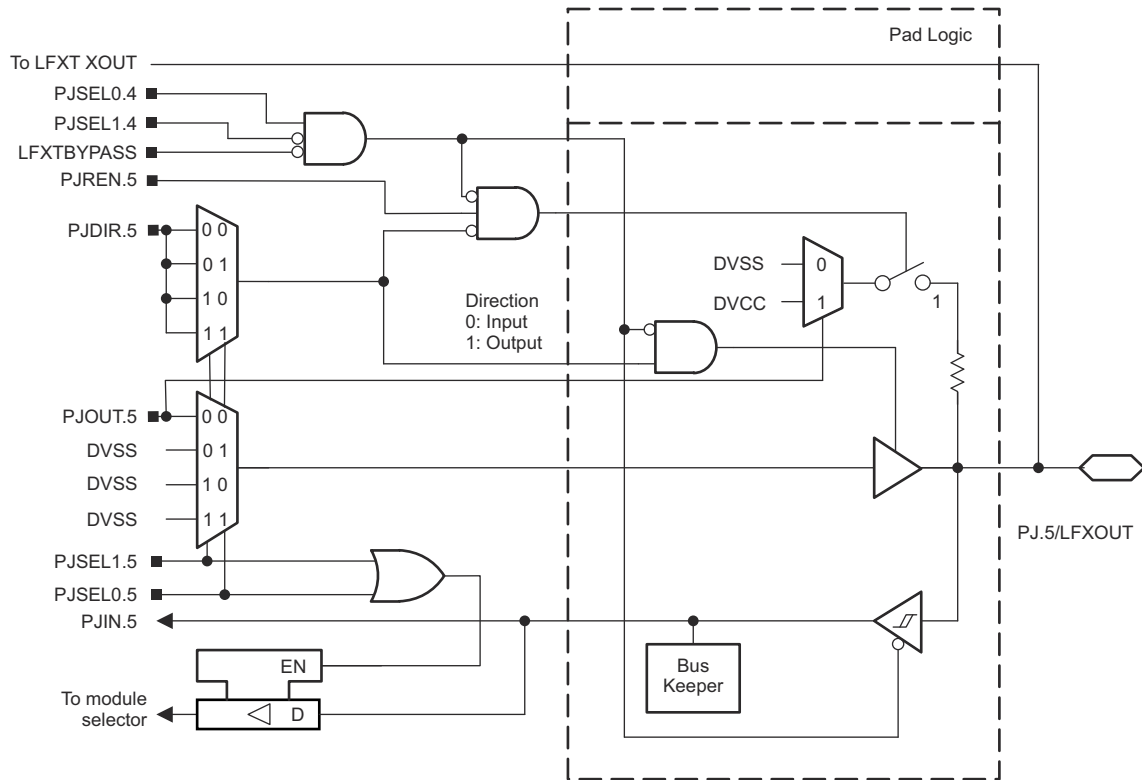 Pad Logic
To LFXT XOUT
PJSEL0.4
PJSEL1.4
LFXTBYPASS
PJREN.5
PJDIR.5
0 0
0 1
1 0
1 1
Direction
0: Input
1: Output
DVSS
0
DVCC
1
1
PJOUT.5
0 0
DVSS
0 1
DVSS
1 0
DVSS
1 1
PJ.5/LFXOUT
PJSEL1.5
PJSEL0.5
PJIN.5
Bus
Keeper
EN
D
To module
selector